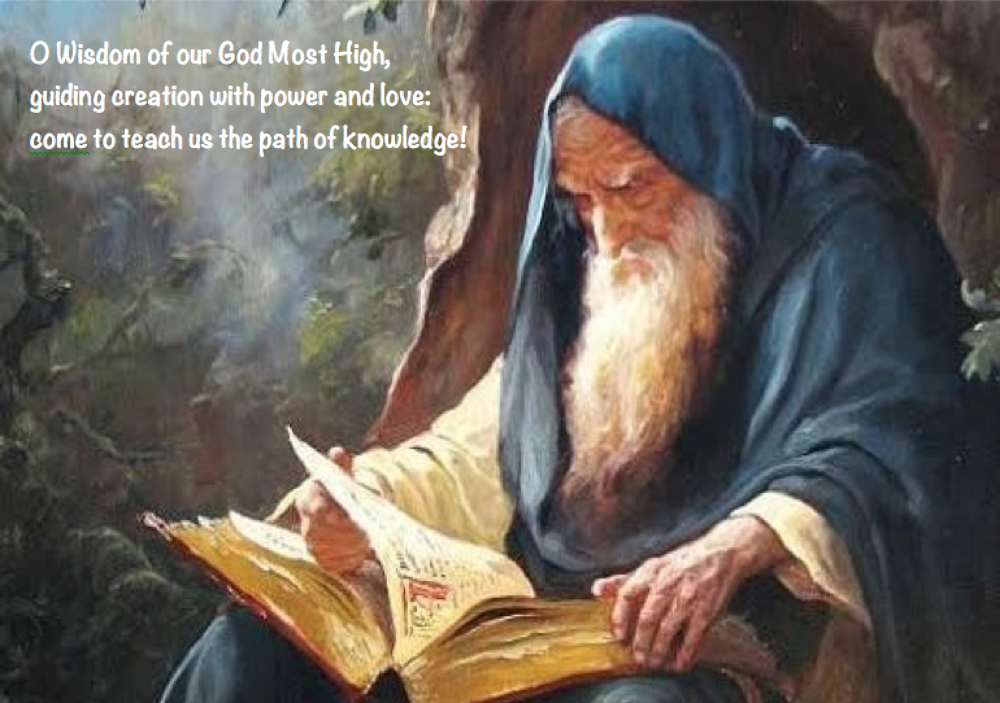 O Wisdom of our God Most High,
guiding creation with power and love:
come to teach us the path of knowledge!